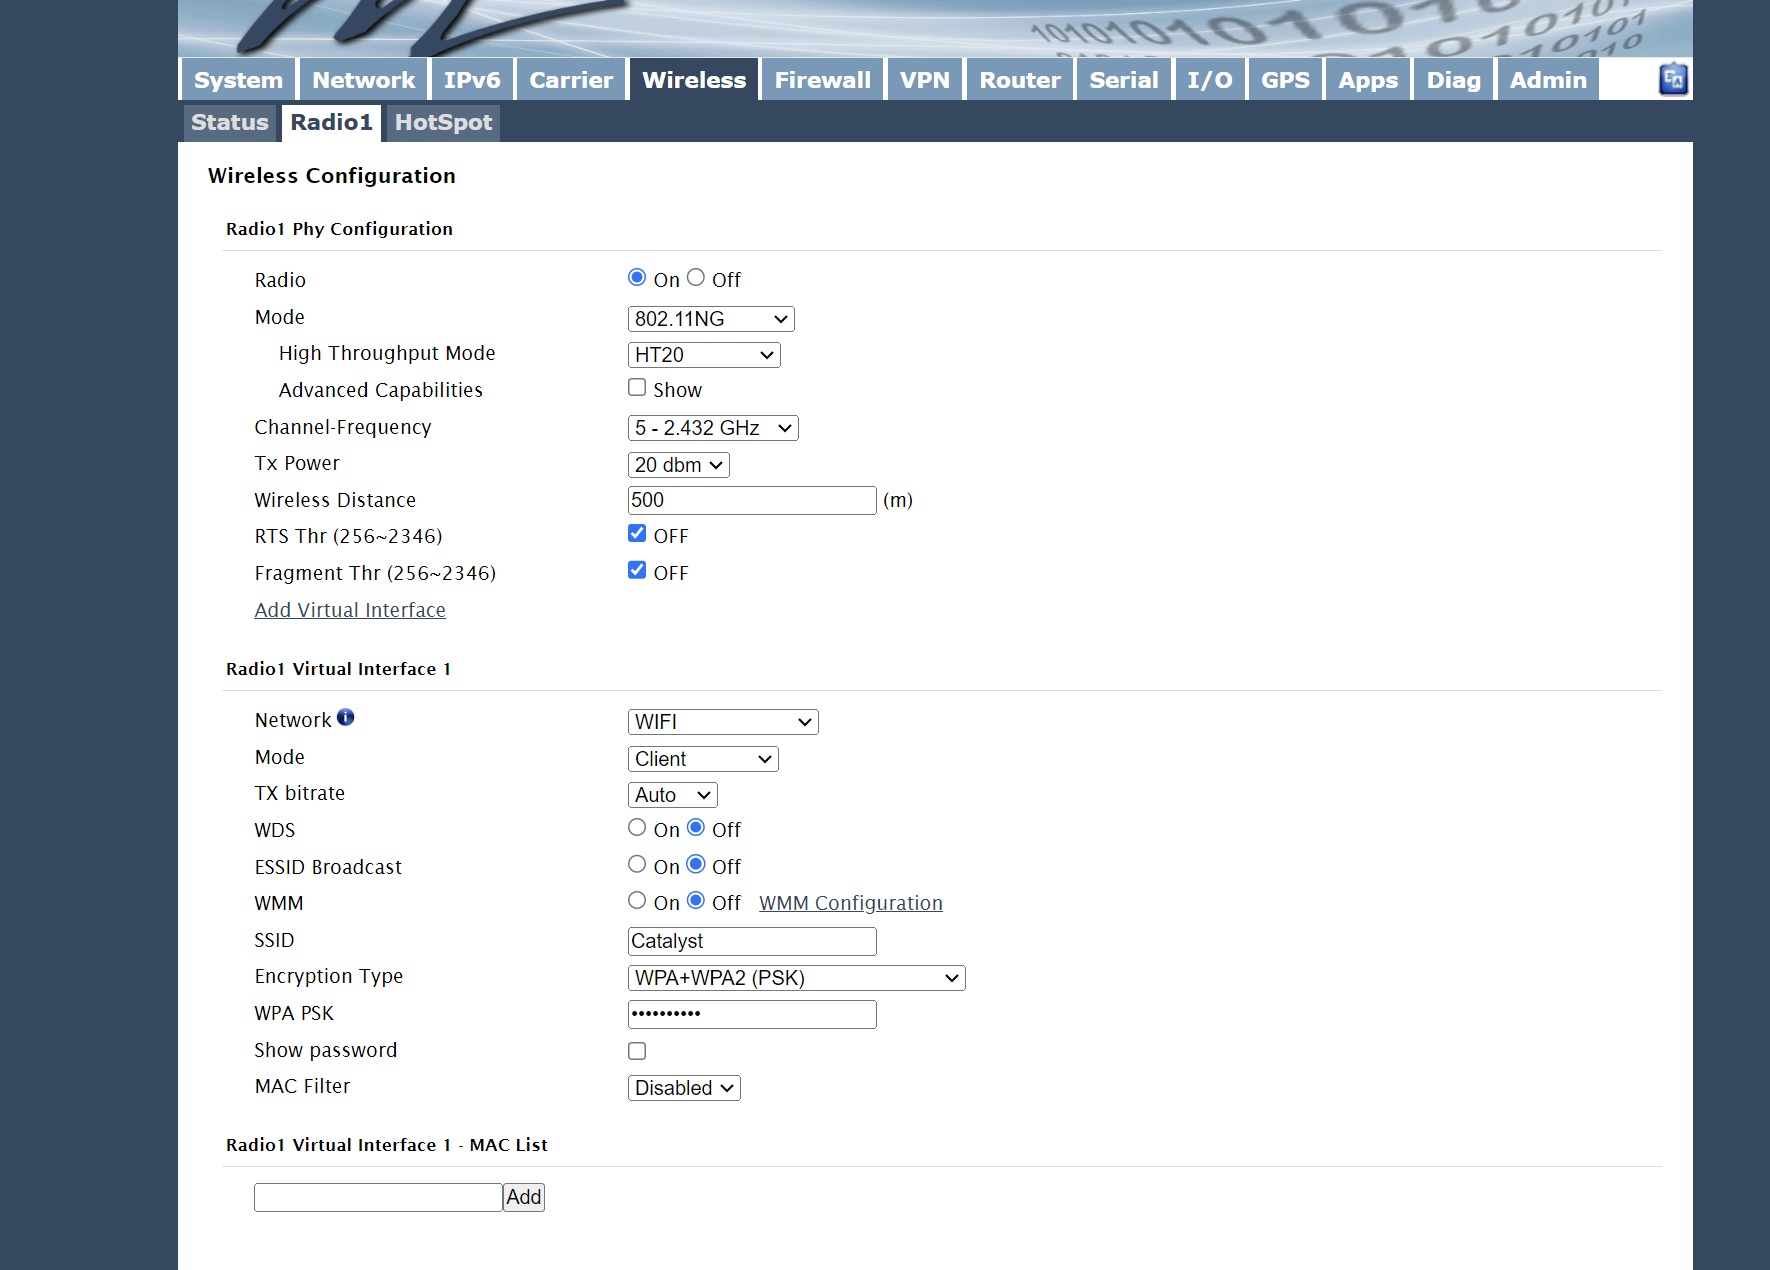 System Network IPv6 Carrier Wireless Firewall VPN Router Serial I/O GPS Apps Diag Admin
Status Radio1 HotSpot
Wireless Configuration
Radio1 Phy Configuration
Radio On Off
Mode 802.11NG
High Throughput Mode HT20
Advanced Capabilities Show
Channel-Frequency 5 - 2.432 GHz
Tx Power 20 dbm
Wireless Distance 500 (m)
RTS Thr (256~2346) OFF
Fragment Thr (256~2346) OFF
Add Virtual Interface
Radio1 Virtual Interface 1
Network WIFI
Mode Client
TX bitrate Auto
WDS On Off
ESSID Broadcast On Off
WMM On Off WMM Configuration
SSID Catalyst
Encryption Type WPA+WPA2 (PSK)
WPA PSK ••••••••••
Show password
MAC Filter Disabled
Radio1 Virtual Interface 1 - MAC List
Add